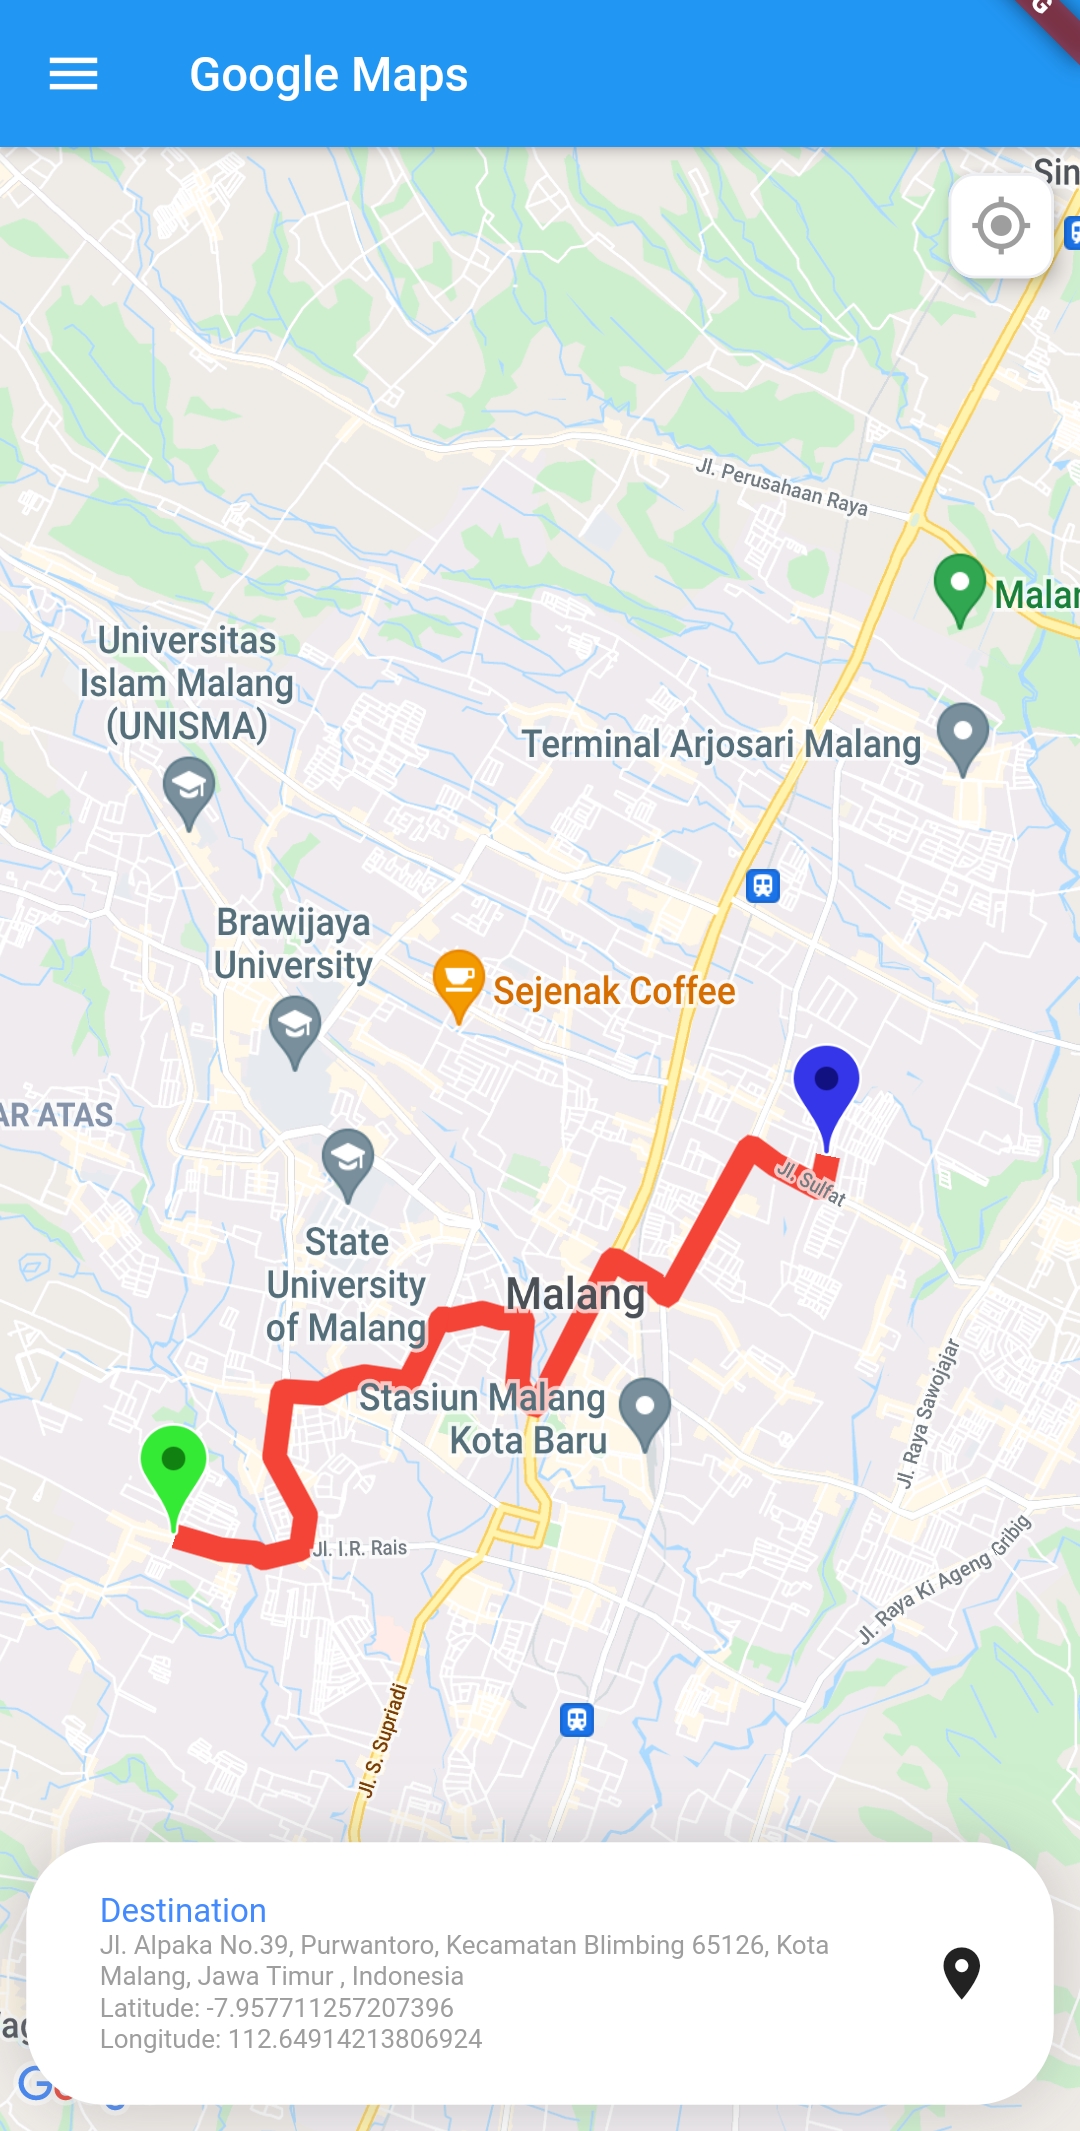 G
Google Maps
Sin
Jl. Perusahaan Raya
Malan
Universitas
Islam Malang
(UNISMA)
Terminal Arjosari Malang
Brawijaya
University
Sejenak Coffee
AR ATAS
Jl. Sulfat
State
University
of Malang
Malang
Stasiun Malang
Kota Baru
Jl. Raya Sawojajar
Jl. I.R. Rais
Jl. Raya Ki Ageng Gribig
Jl. S. Supriadi
Destination
Jl. Alpaka No.39, Purwantoro, Kecamatan Blimbing 65126, Kota
Malang, Jawa Timur , Indonesia
Latitude: -7.957711257207396
Longitude: 112.64914213806924